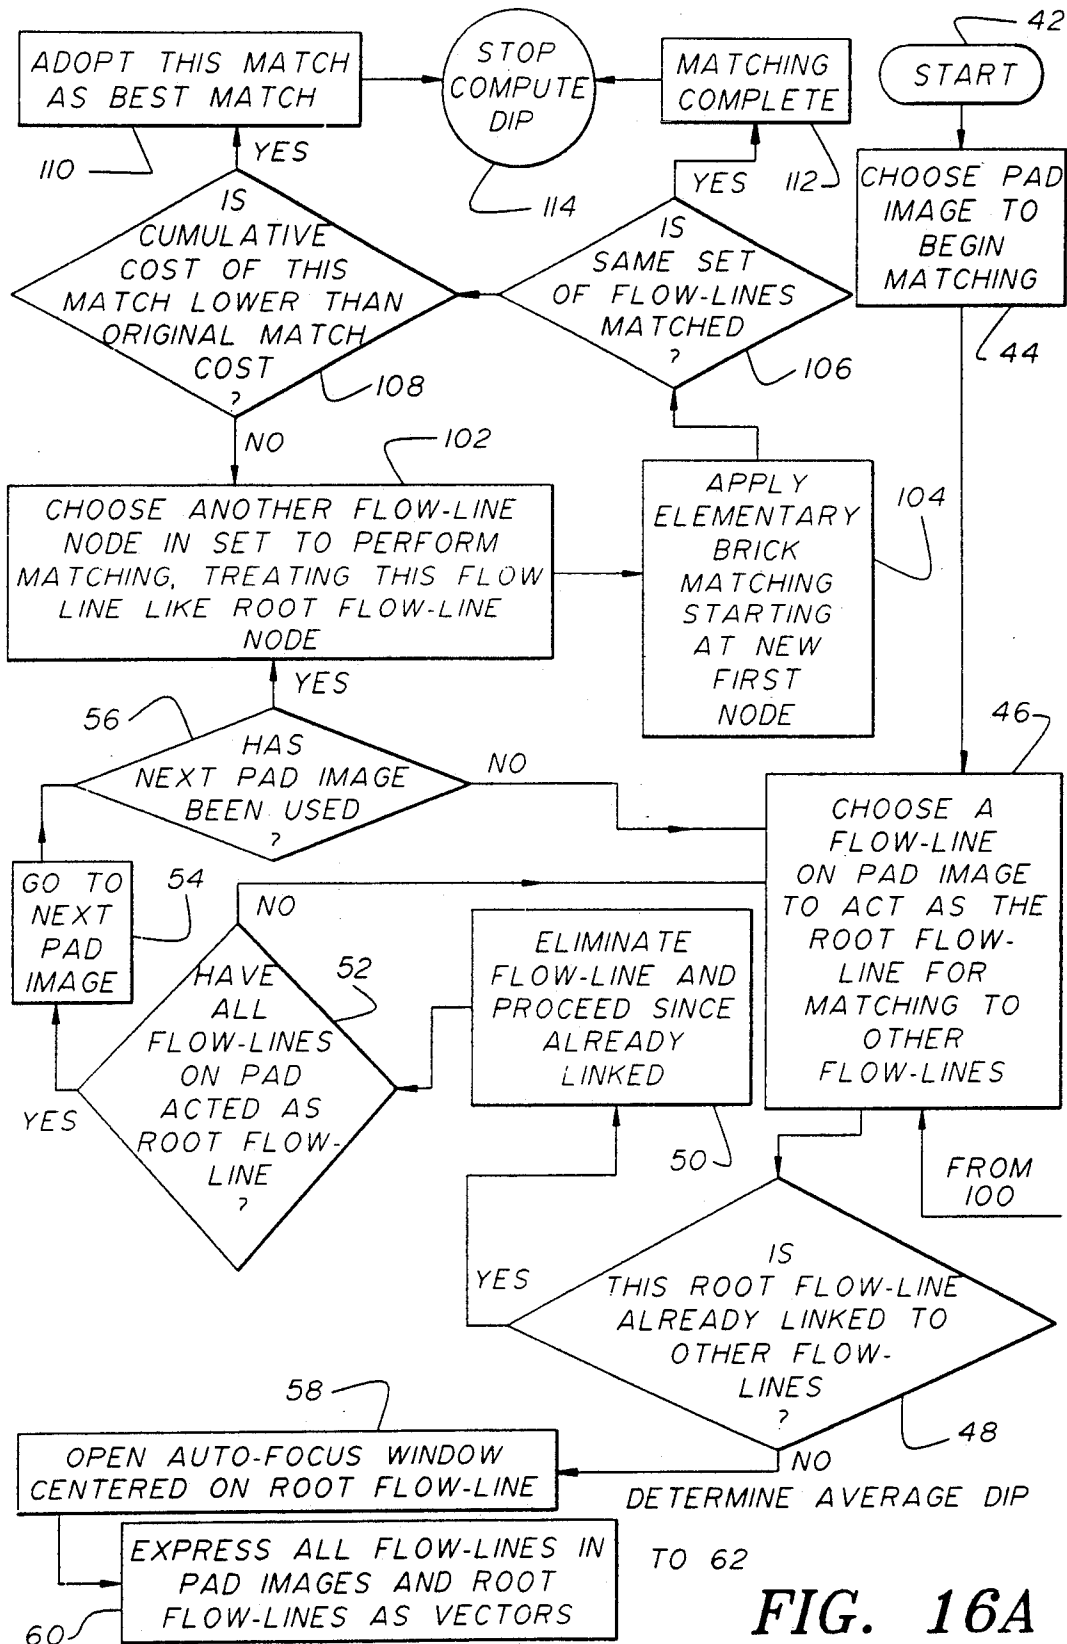 42
START
ADOPT THIS MATCH
AS BEST MATCH
110
STOP
COMPUTE
DIP
114
MATCHING
COMPLETE
112
YES
YES
CHOOSE PAD
IMAGE TO
BEGIN
MATCHING
44
IS
CUMULATIVE
COST OF THIS
MATCH LOWER THAN
ORIGINAL MATCH
COST
?
108
IS
SAME SET
OF FLOW-LINES
MATCHED
?
106
NO
102
CHOOSE ANOTHER FLOW-LINE
NODE IN SET TO PERFORM
MATCHING, TREATING THIS FLOW
LINE LIKE ROOT FLOW-LINE
NODE
APPLY
ELEMENTARY
BRICK
MATCHING
STARTING
AT NEW
FIRST
NODE
104
YES
56
HAS
NEXT PAD IMAGE
BEEN USED
?
NO
46
CHOOSE A
FLOW-LINE
ON PAD IMAGE
TO ACT AS THE
ROOT FLOW-
LINE FOR
MATCHING TO
OTHER
FLOW-LINES
GO TO
NEXT
PAD
IMAGE
54
NO
HAVE
ALL
FLOW-LINES
ON PAD
ACTED AS
ROOT FLOW-
LINE
?
52
YES
ELIMINATE
FLOW-LINE AND
PROCEED SINCE
ALREADY
LINKED
50
FROM
100
YES
IS
THIS ROOT FLOW-LINE
ALREADY LINKED TO
OTHER FLOW-
LINES
?
48
NO
58
OPEN AUTO-FOCUS WINDOW
CENTERED ON ROOT FLOW-LINE
DETERMINE AVERAGE DIP
EXPRESS ALL FLOW-LINES IN
PAD IMAGES AND ROOT
FLOW-LINES AS VECTORS
60
TO 62
FIG. 16A